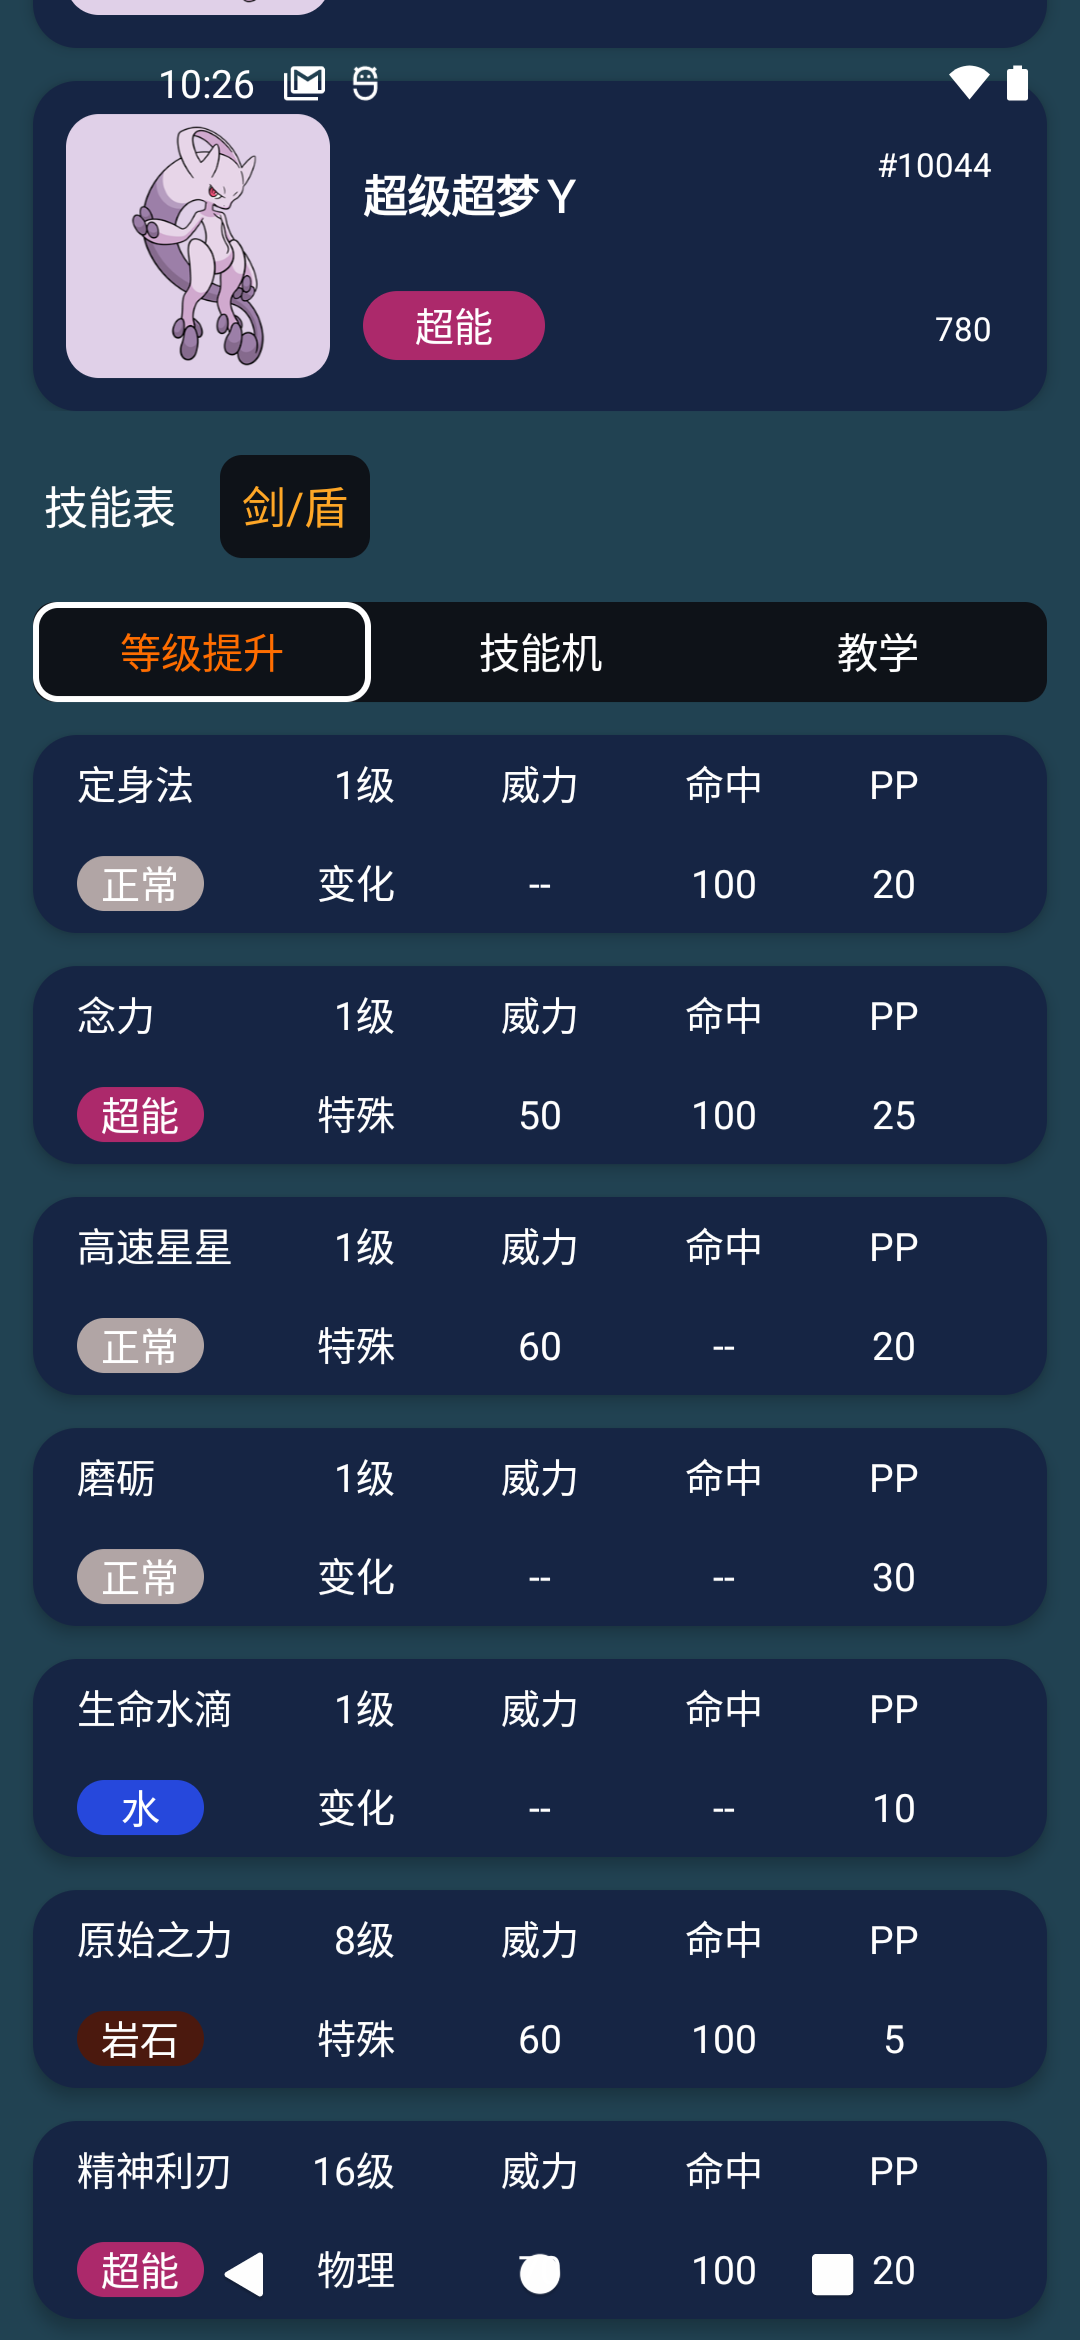 10:26
超级超梦Y
#10044
超能
780
技能表 剑/盾
等级提升 技能机 教学
定身法 1级 威力 命中 PP
正常 变化 -- 100 20
念力 1级 威力 命中 PP
超能 特殊 50 100 25
高速星星 1级 威力 命中 PP
正常 特殊 60 -- 20
磨砺 1级 威力 命中 PP
正常 变化 -- -- 30
生命水滴 1级 威力 命中 PP
水 变化 -- -- 10
原始之力 8级 威力 命中 PP
岩石 特殊 60 100 5
精神利刃 16级 威力 命中 PP
超能 物理 100 20